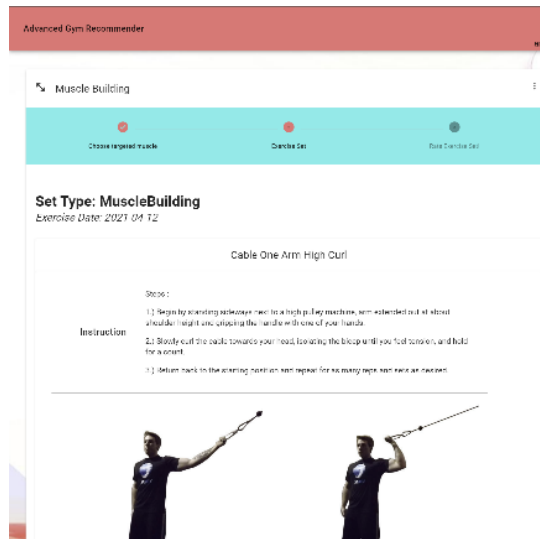 Advanced Gym Recommender
Muscle Building
Choose targeted muscle
Exercise Set
Rate Exercise Set
Set Type: MuscleBuilding
Exercise Date: 2021-04-12
Cable One Arm High Curl
Steps :
1.) Begin by standing sideways next to a high pulley machine, arm extended out at about
shoulder height and gripping the handle with one of your hands.
Instruction
2.) Slowly curl the cable towards your head, isolating the bicep until you feel tension, and hold
for a count.
3.) Return back to the starting position and repeat for as many reps and sets as desired.